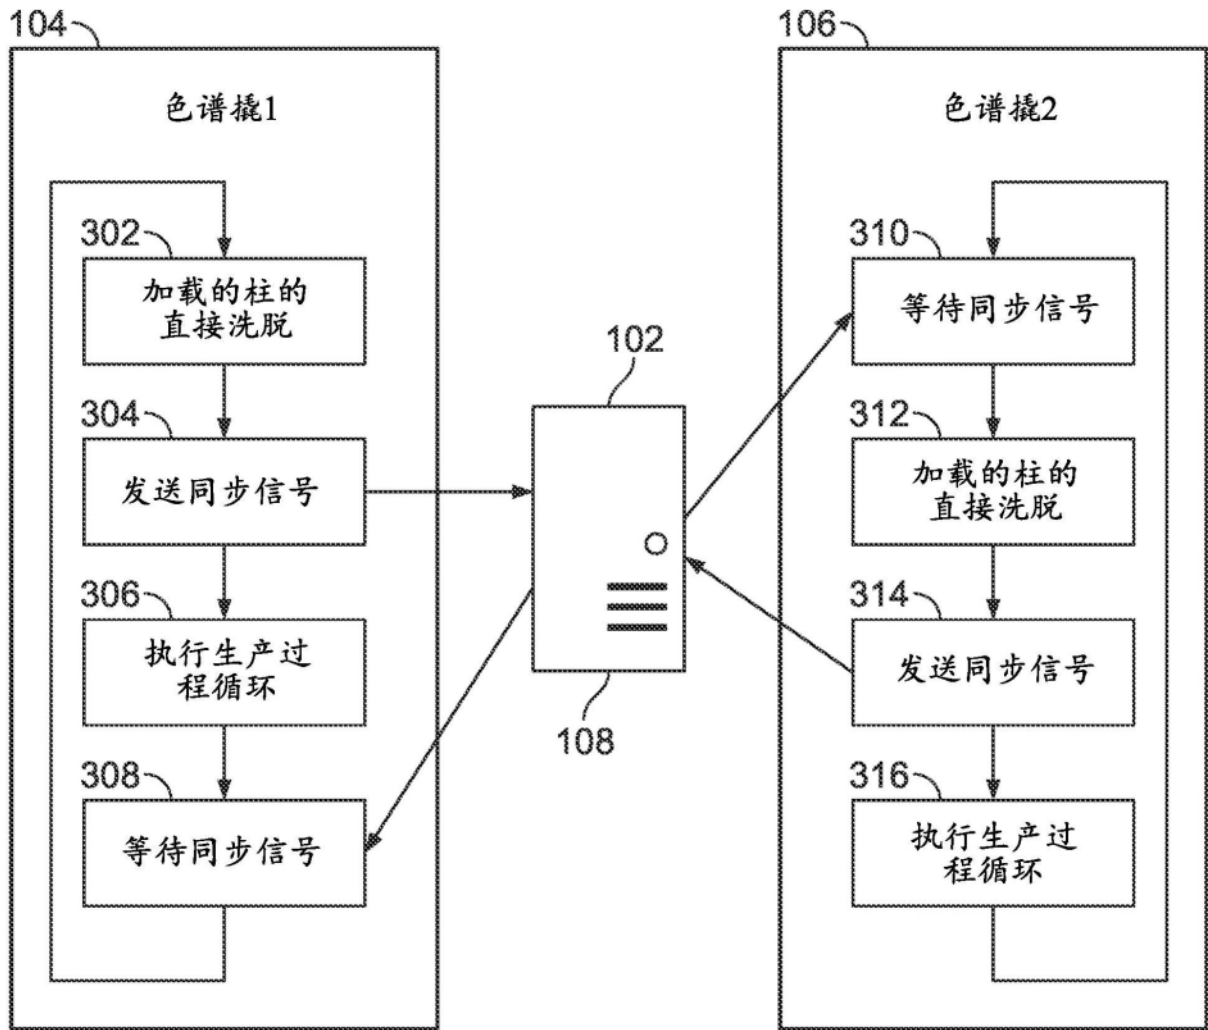 104
色谱撬1
302
加载的柱的
直接洗脱
304
发送同步信号
306
执行生产过
程循环
308
等待同步信号
102
108
106
色谱撬2
310
等待同步信号
312
加载的柱的
直接洗脱
314
发送同步信号
316
执行生产过
程循环